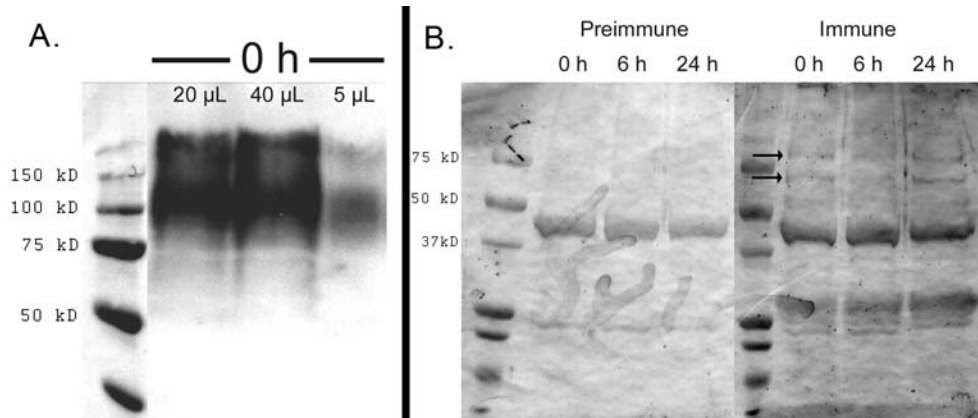 A.
0 h
20 µL 40 µL 5 µL
150 kD
100 kD
75 kD
50 kD
B.
Preimmune Immune
0 h 6 h 24 h 0 h 6 h 24 h
75 kD
50 kD
37kD